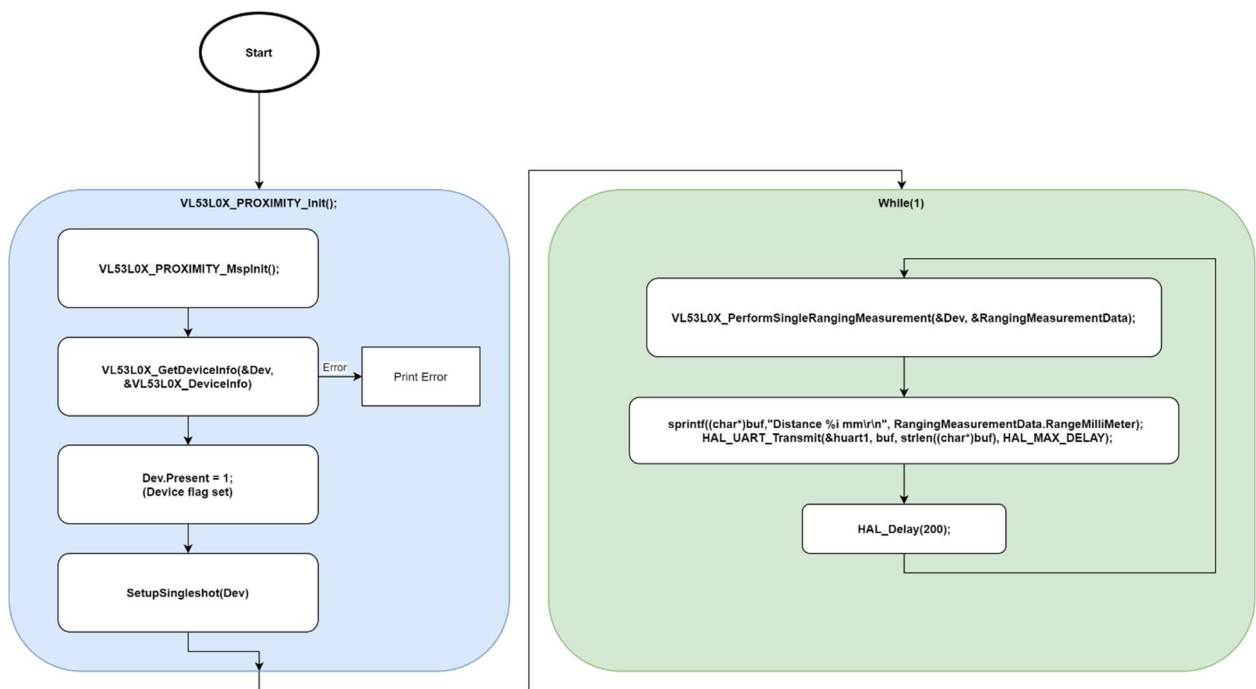 Start
VL53L0X_PROXIMITY_Init();
VL53L0X_PROXIMITY_MspInit();
VL53L0X_GetDeviceInfo(&Dev,
&VL53L0X_DeviceInfo)
Error
Print Error
Dev.Present = 1;
(Device flag set)
SetupSingleshot(Dev)
While(1)
VL53L0X_PerformSingleRangingMeasurement(&Dev, &RangingMeasurementData);
sprintf((char*)buf,"Distance %i mm\r\n", RangingMeasurementData.RangeMilliMeter);
HAL_UART_Transmit(&huart1, buf, strlen((char*)buf), HAL_MAX_DELAY);
HAL_Delay(200);